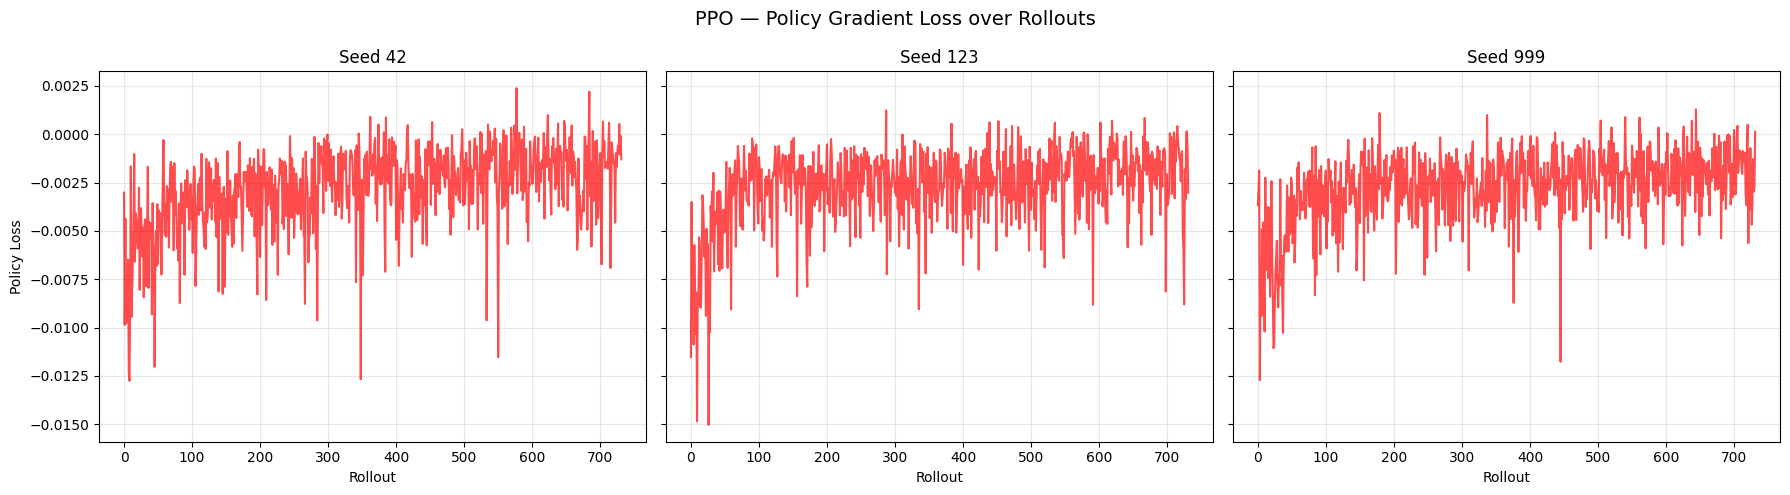 PPO — Policy Gradient Loss over Rollouts
Seed 42
Seed 123
Seed 999
Policy Loss
0.0025
0.0000
−0.0025
−0.0050
−0.0075
−0.0100
−0.0125
−0.0150
0 100 200 300 400 500 600 700
0 100 200 300 400 500 600 700
0 100 200 300 400 500 600 700
Rollout
Rollout
Rollout